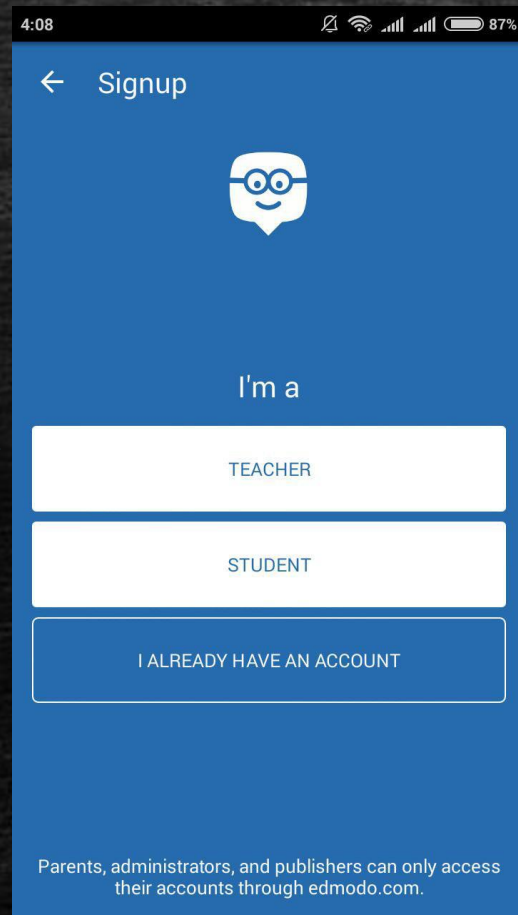 4:08
87%
Signup
I'm a
TEACHER
STUDENT
I ALREADY HAVE AN ACCOUNT
Parents, administrators, and publishers can only access
their accounts through edmodo.com.